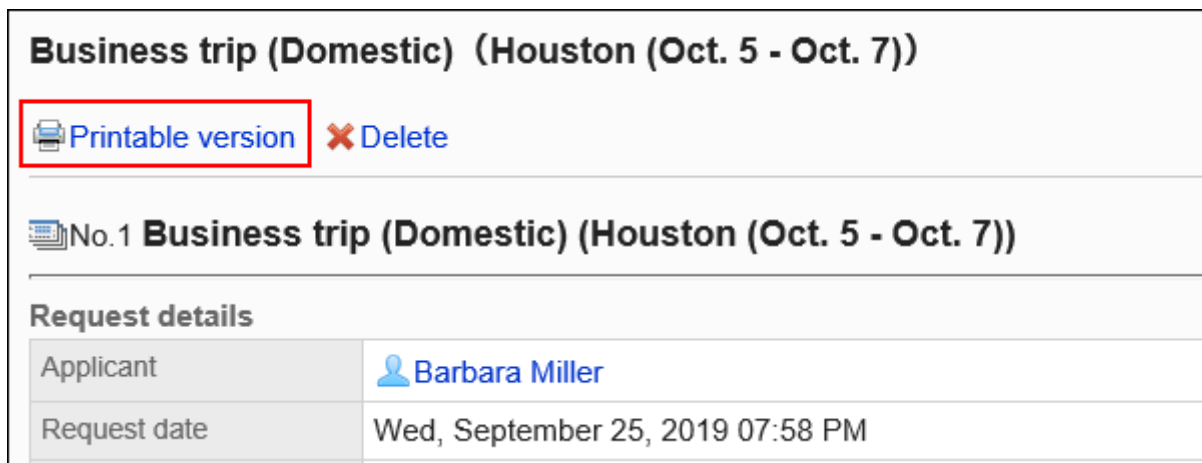 Business trip (Domestic)（Houston (Oct. 5 - Oct. 7)）
Printable version Delete
No.1 Business trip (Domestic) (Houston (Oct. 5 - Oct. 7))
Request details
Applicant Barbara Miller
Request date Wed, September 25, 2019 07:58 PM